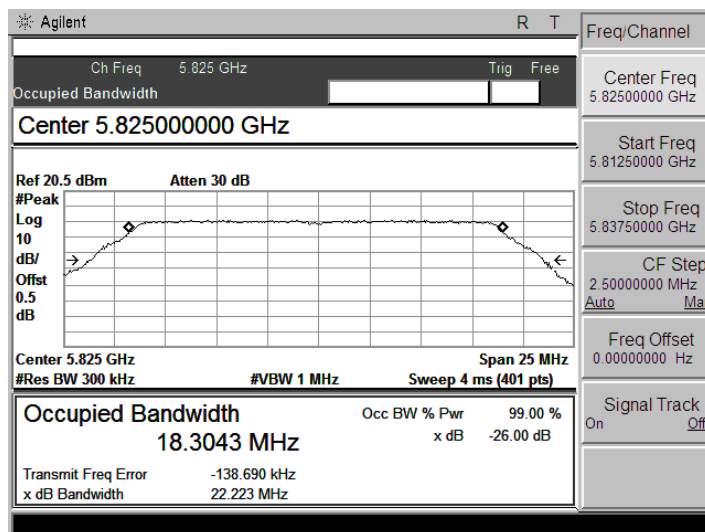 Agilent R T
Ch Freq 5.825 GHz Trig Free
Occupied Bandwidth
Center 5.825000000 GHz
Ref 20.5 dBm Atten 30 dB
#Peak
Log
10
dB/
Offst
0.5
dB
Center 5.825 GHz Span 25 MHz
#Res BW 300 kHz #VBW 1 MHz Sweep 4 ms (401 pts)
Occupied Bandwidth Occ BW % Pwr 99.00 %
18.3043 MHz x dB -26.00 dB
Transmit Freq Error -138.690 kHz
x dB Bandwidth 22.223 MHz
Freq/Channel
Center Freq
5.82500000 GHz
Start Freq
5.81250000 GHz
Stop Freq
5.83750000 GHz
CF Step
2.50000000 MHz
Auto Ma
Freq Offset
0.00000000 Hz
Signal Track
On Off